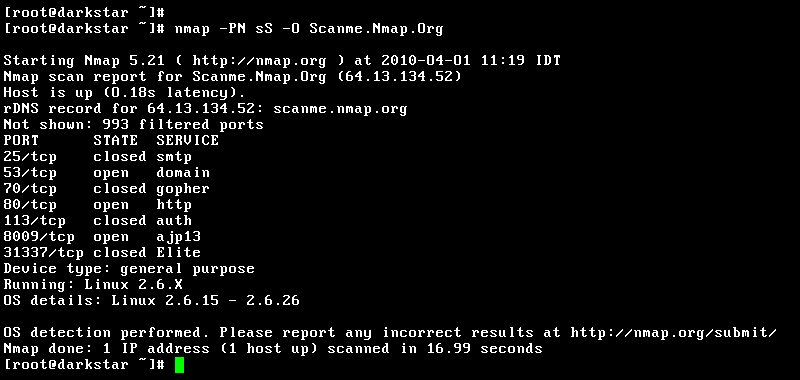 [root@darkstar ~]#
[root@darkstar ~]# nmap -PN sS -O Scanme.Nmap.Org
Starting Nmap 5.21 ( http://nmap.org ) at 2010-04-01 11:19 IDT
Nmap scan report for Scanme.Nmap.Org (64.13.134.52)
Host is up (0.18s latency).
rDNS record for 64.13.134.52: scanme.nmap.org
Not shown: 993 filtered ports
PORT      STATE  SERVICE
25/tcp    closed smtp
53/tcp    open   domain
70/tcp    closed gopher
80/tcp    open   http
113/tcp   closed auth
8009/tcp  open   ajp13
31337/tcp closed Elite
Device type: general purpose
Running: Linux 2.6.X
OS details: Linux 2.6.15 - 2.6.26
OS detection performed. Please report any incorrect results at http://nmap.org/submit/
Nmap done: 1 IP address (1 host up) scanned in 16.99 seconds
[root@darkstar ~]#